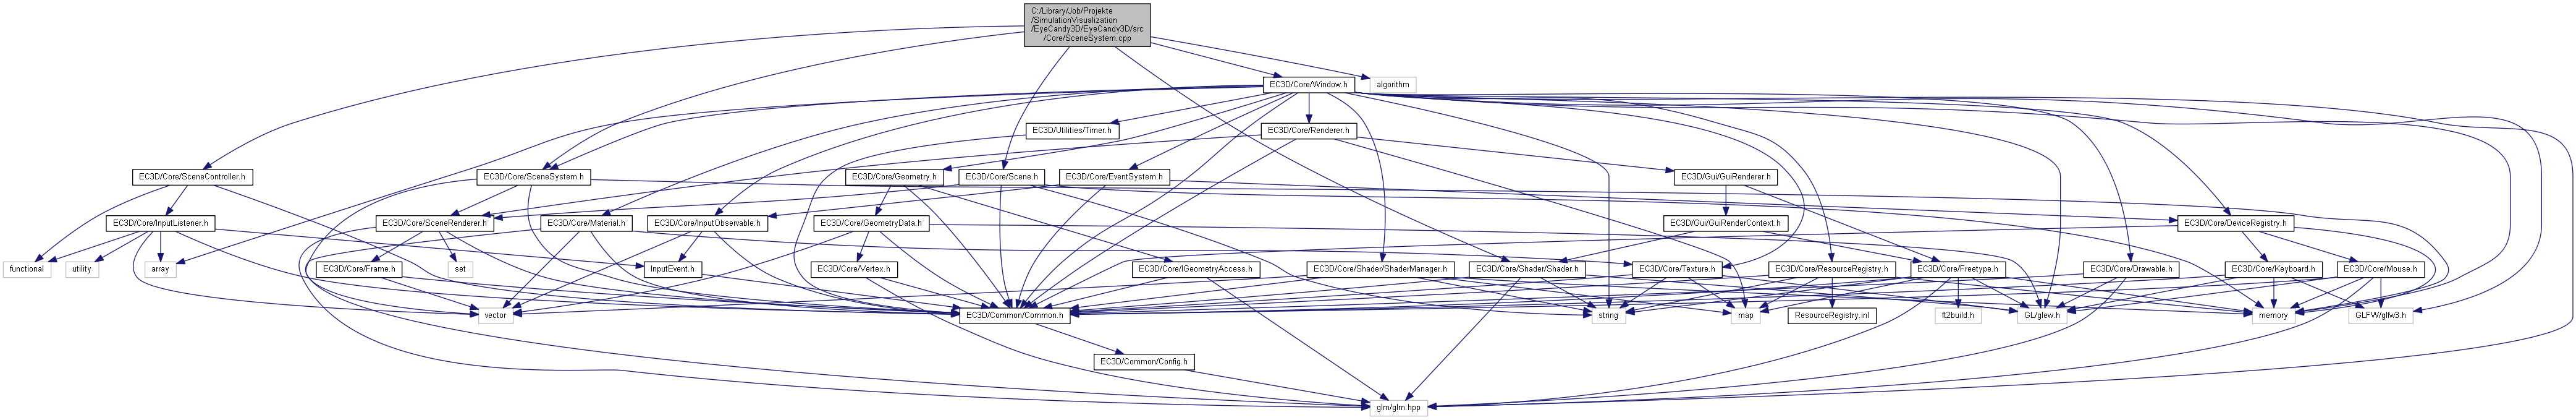 C:/Library/Job/Projekte
/SimulationVisualization
/EyeCandy3D/EyeCandy3D/src
/Core/SceneSystem.cpp
EC3D/Core/Window.h
algorithm
EC3D/Utilities/Timer.h
EC3D/Core/Renderer.h
EC3D/Core/SceneController.h
EC3D/Core/SceneSystem.h
EC3D/Core/Geometry.h
EC3D/Core/Scene.h
EC3D/Core/EventSystem.h
EC3D/Gui/GuiRenderer.h
EC3D/Core/InputListener.h
EC3D/Core/SceneRenderer.h
EC3D/Core/Material.h
EC3D/Core/InputObservable.h
EC3D/Core/GeometryData.h
EC3D/Gui/GuiRenderContext.h
EC3D/Core/DeviceRegistry.h
functional
utility
array
EC3D/Core/Frame.h
set
InputEvent.h
EC3D/Core/Vertex.h
EC3D/Core/IGeometryAccess.h
EC3D/Core/Shader/ShaderManager.h
EC3D/Core/Shader/Shader.h
EC3D/Core/Texture.h
EC3D/Core/ResourceRegistry.h
EC3D/Core/Freetype.h
EC3D/Core/Drawable.h
EC3D/Core/Keyboard.h
EC3D/Core/Mouse.h
vector
EC3D/Common/Common.h
string
map
ResourceRegistry.inl
ft2build.h
GL/glew.h
memory
GLFW/glfw3.h
EC3D/Common/Config.h
glm/glm.hpp